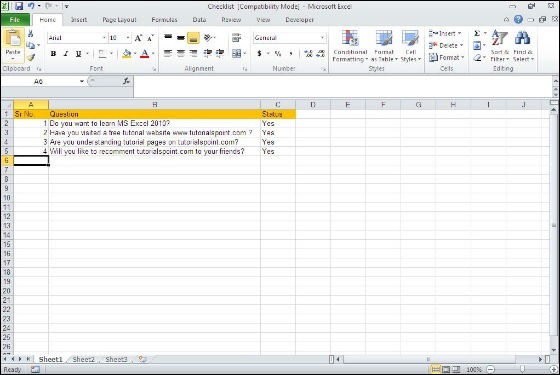 Checklist [Compatibility Mode] - Microsoft Excel
File Home Insert Page Layout Formulas Data Review View Developer
Paste Arial 10 General Conditional Formatting Format as Table Cell Styles Insert Delete Format Sort & Filter Find & Select
Clipboard Font Alignment Number Styles Cells Editing
A6 fx
A B C D E F G H I J
1 Sr No. Question Status
2 1 Do you want to learn MS Excel 2010? Yes
3 2 Have you visited a free tutorial website www.tutorialspoint.com ? Yes
4 3 Are you understanding tutorial pages on tutorialspoint.com? Yes
5 4 Will you like to recomment tutorialspoint.com to your friends? Yes
6
7
8
9
10
11
12
13
14
15
16
17
18
19
20
21
22
23
24
25
26
Sheet1 Sheet2 Sheet3
Ready 100%